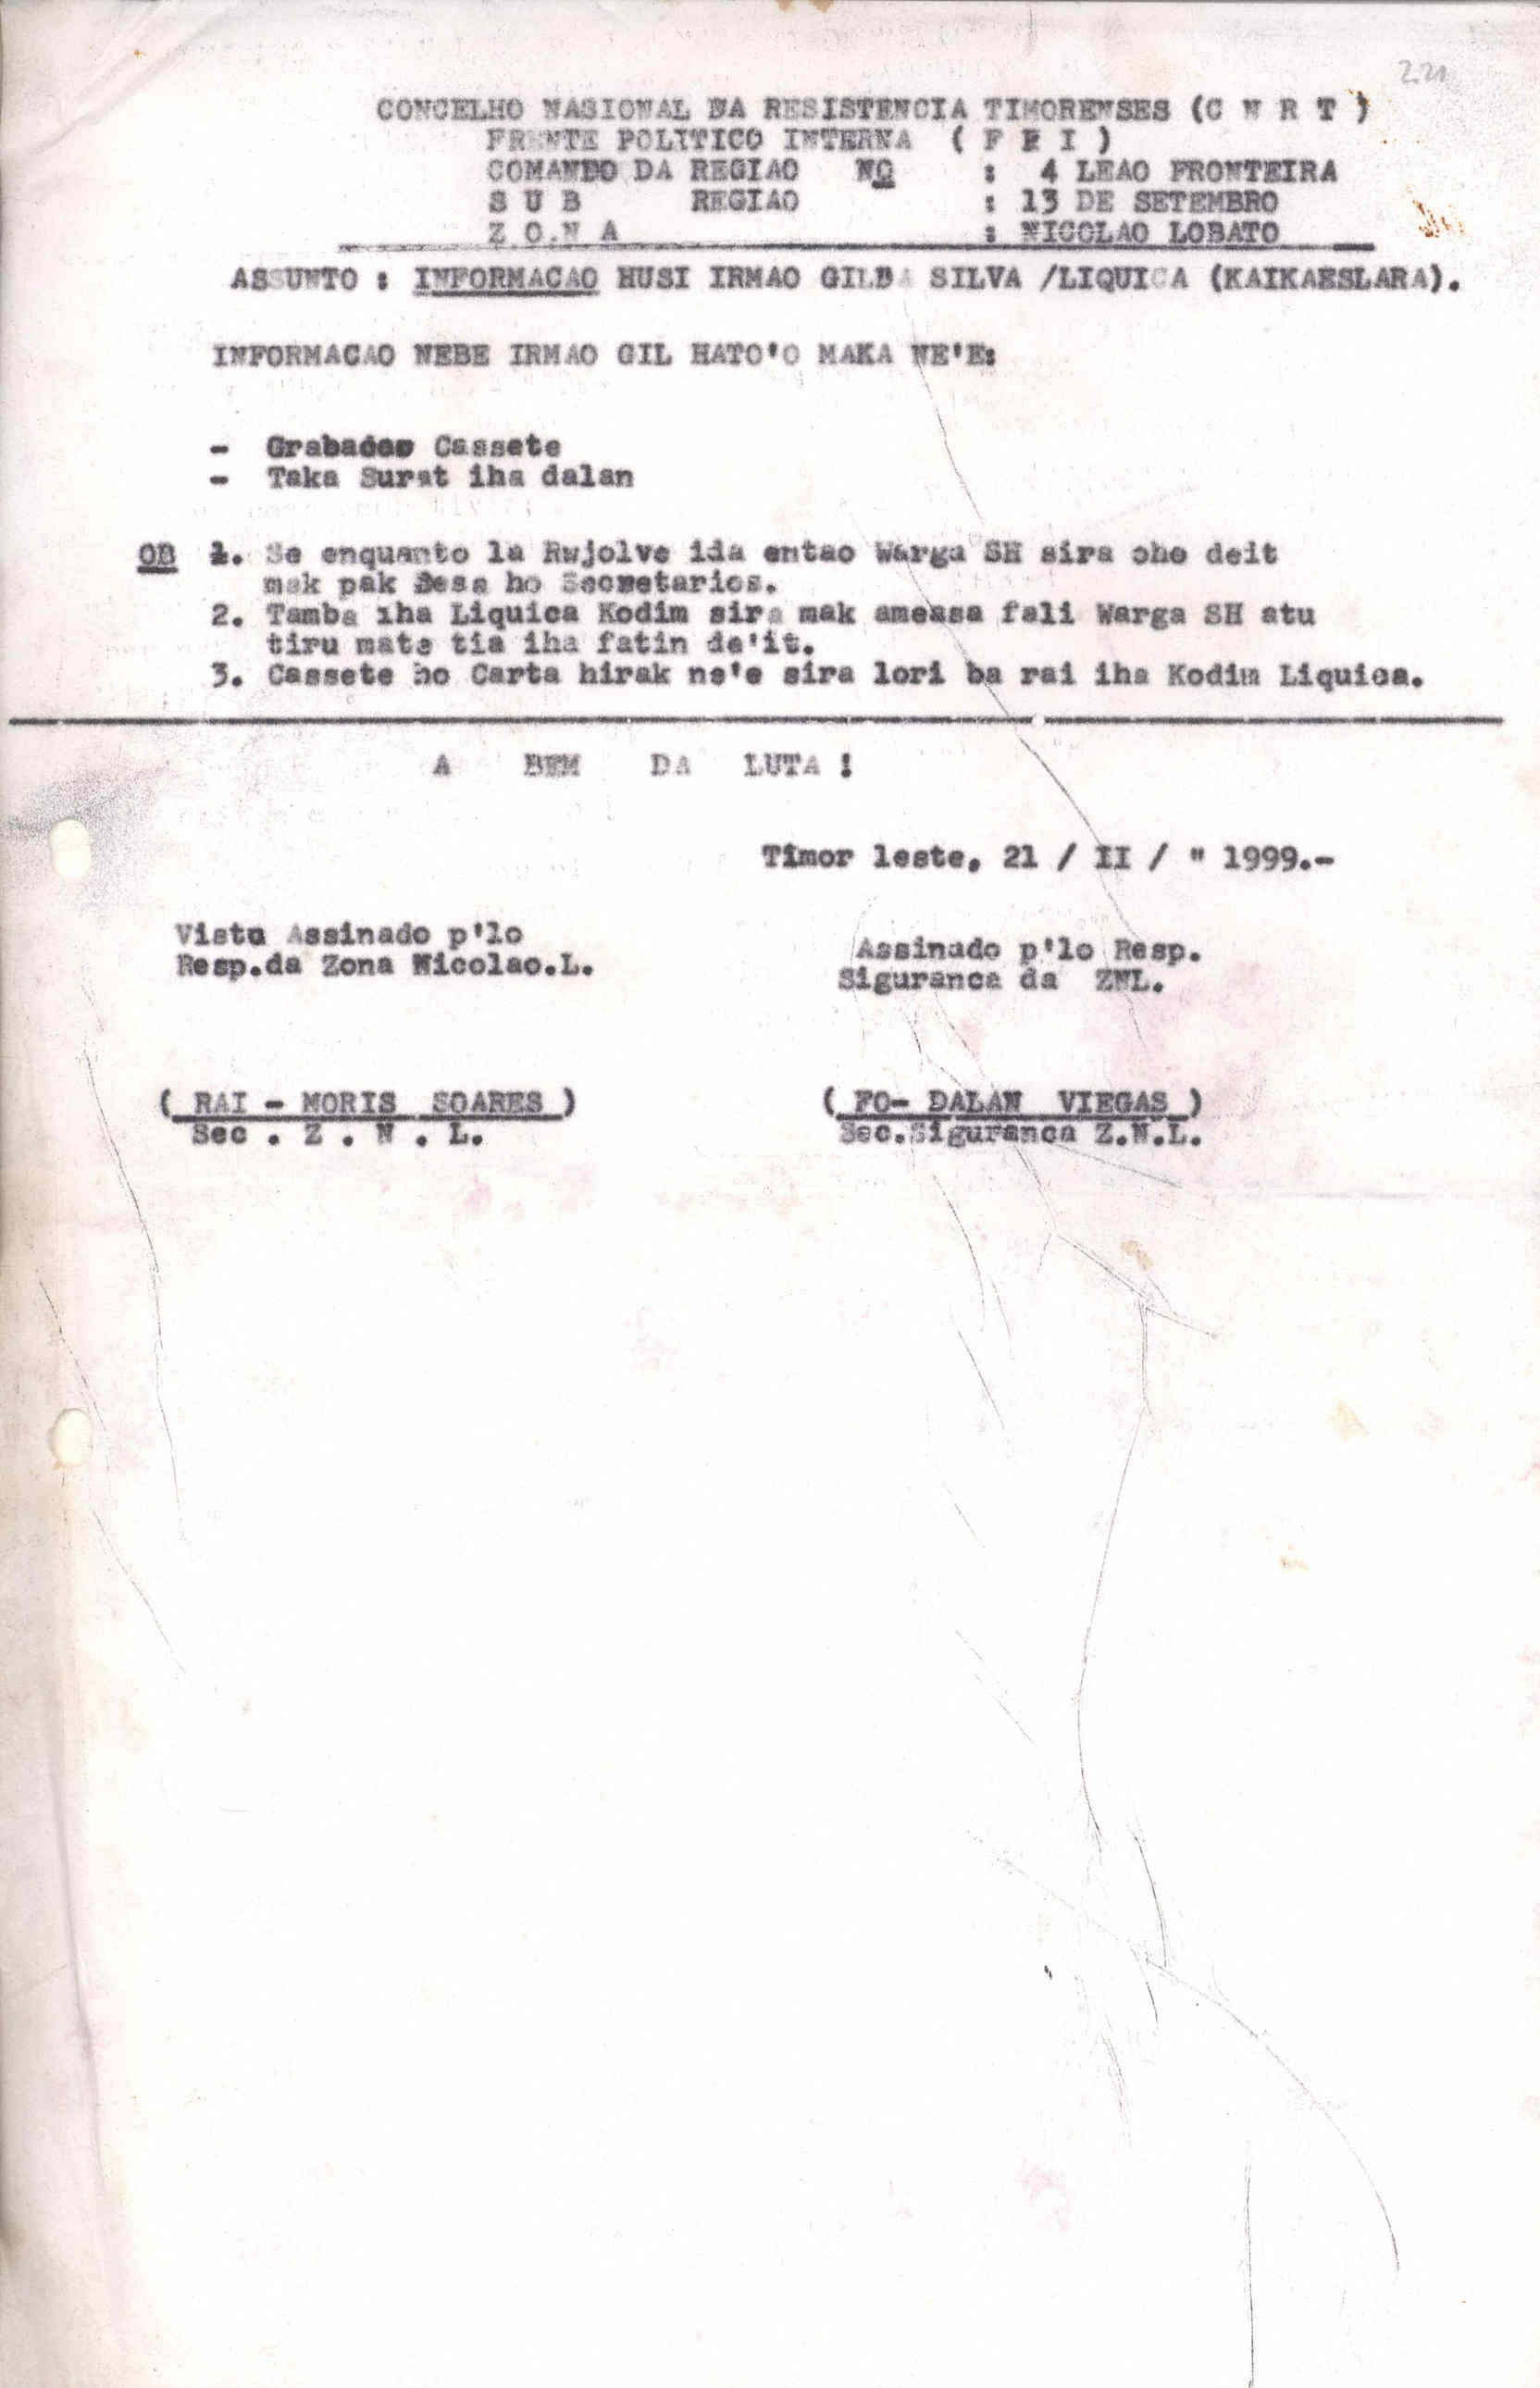 221
CONCELHO NASIONAL DA RESISTENCIA TIMORENSES (C N R T )
FRENTE POLITICO INTERNA ( F P I )
COMANDO DA REGIAO NO : 4 LEAO FRONTEIRA
S U B REGIAO : 13 DE SETEMBRO
Z O.N A : NICOLAO LOBATO
ASSUNTO : INFORMACAO HUSI IRMAO GIL DA SILVA /LIQUICA (KAIKAESLARA).
INFORMACAO NEBE IRMAO GIL HATO'O MAKA NE'E:
- Cassete
- Taka Surat iha dalan
OB 1. Se enquanto la Rwjolve ida entao Warga SH sira oho deit
mak pak Desa ho Secretarios.
2. Tamba iha Liquica Kodim sira mak ameasa fali Warga SH atu
tiru mate tia iha fatin de'it.
3. Cassete ho Carta hirak ne'e sira lori ba rai iha Kodim Liquica.
A BEM DA LUTA !
Timor leste, 21 / II / " 1999.-
Visto Assinado p'lo
Resp.da Zona Nicolao.L.
Assinado p'lo Resp.
Siguranca da ZNL.
( RAI - MORIS SOARES )
Sec . Z . N . L.
( FO- DALAN VIEGAS )
Sec.Siguranca Z.N.L.